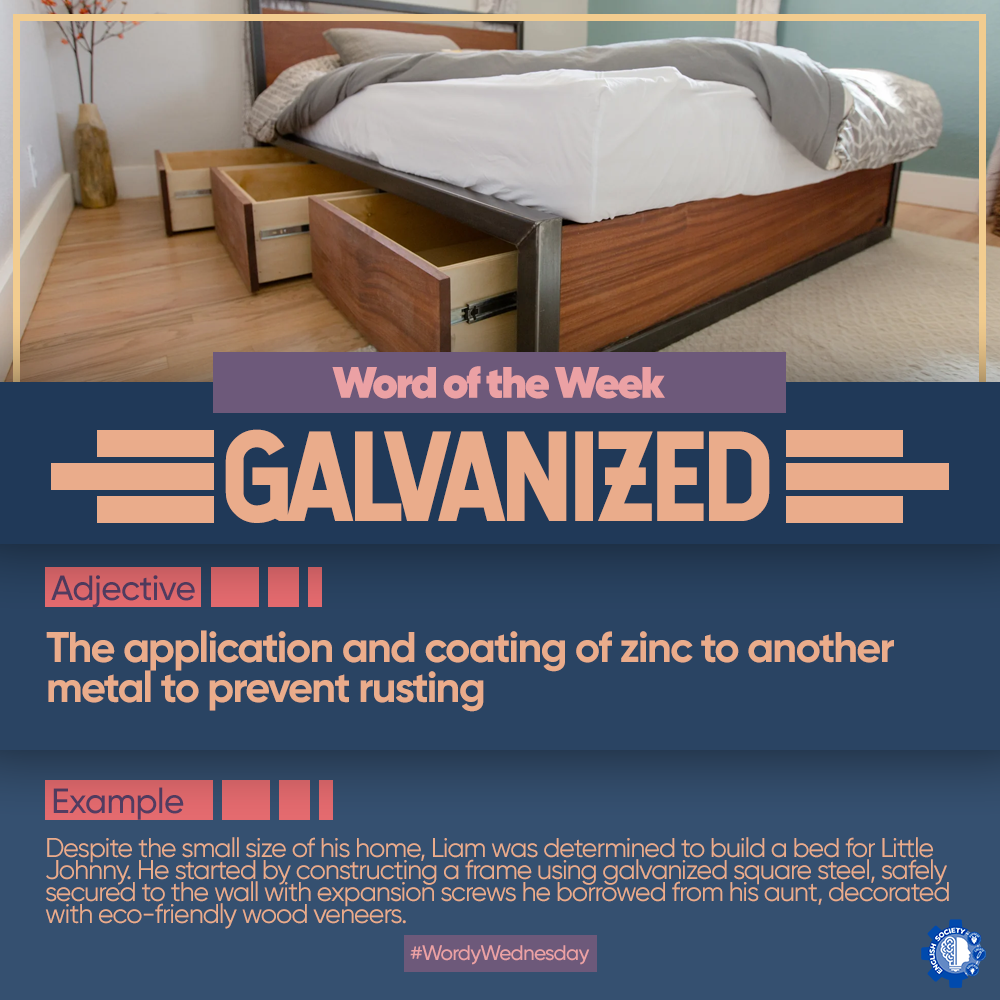 Word of the Week
GALVANIZED
Adjective
The application and coating of zinc to another
metal to prevent rusting
Example
Despite the small size of his home, Liam was determined to build a bed for Little
Johnny. He started by constructing a frame using galvanized square steel, safely
secured to the wall with expansion screws he borrowed from his aunt, decorated
with eco-friendly wood veneers.
#WordyWednesday
ENGLISH SOCIETY